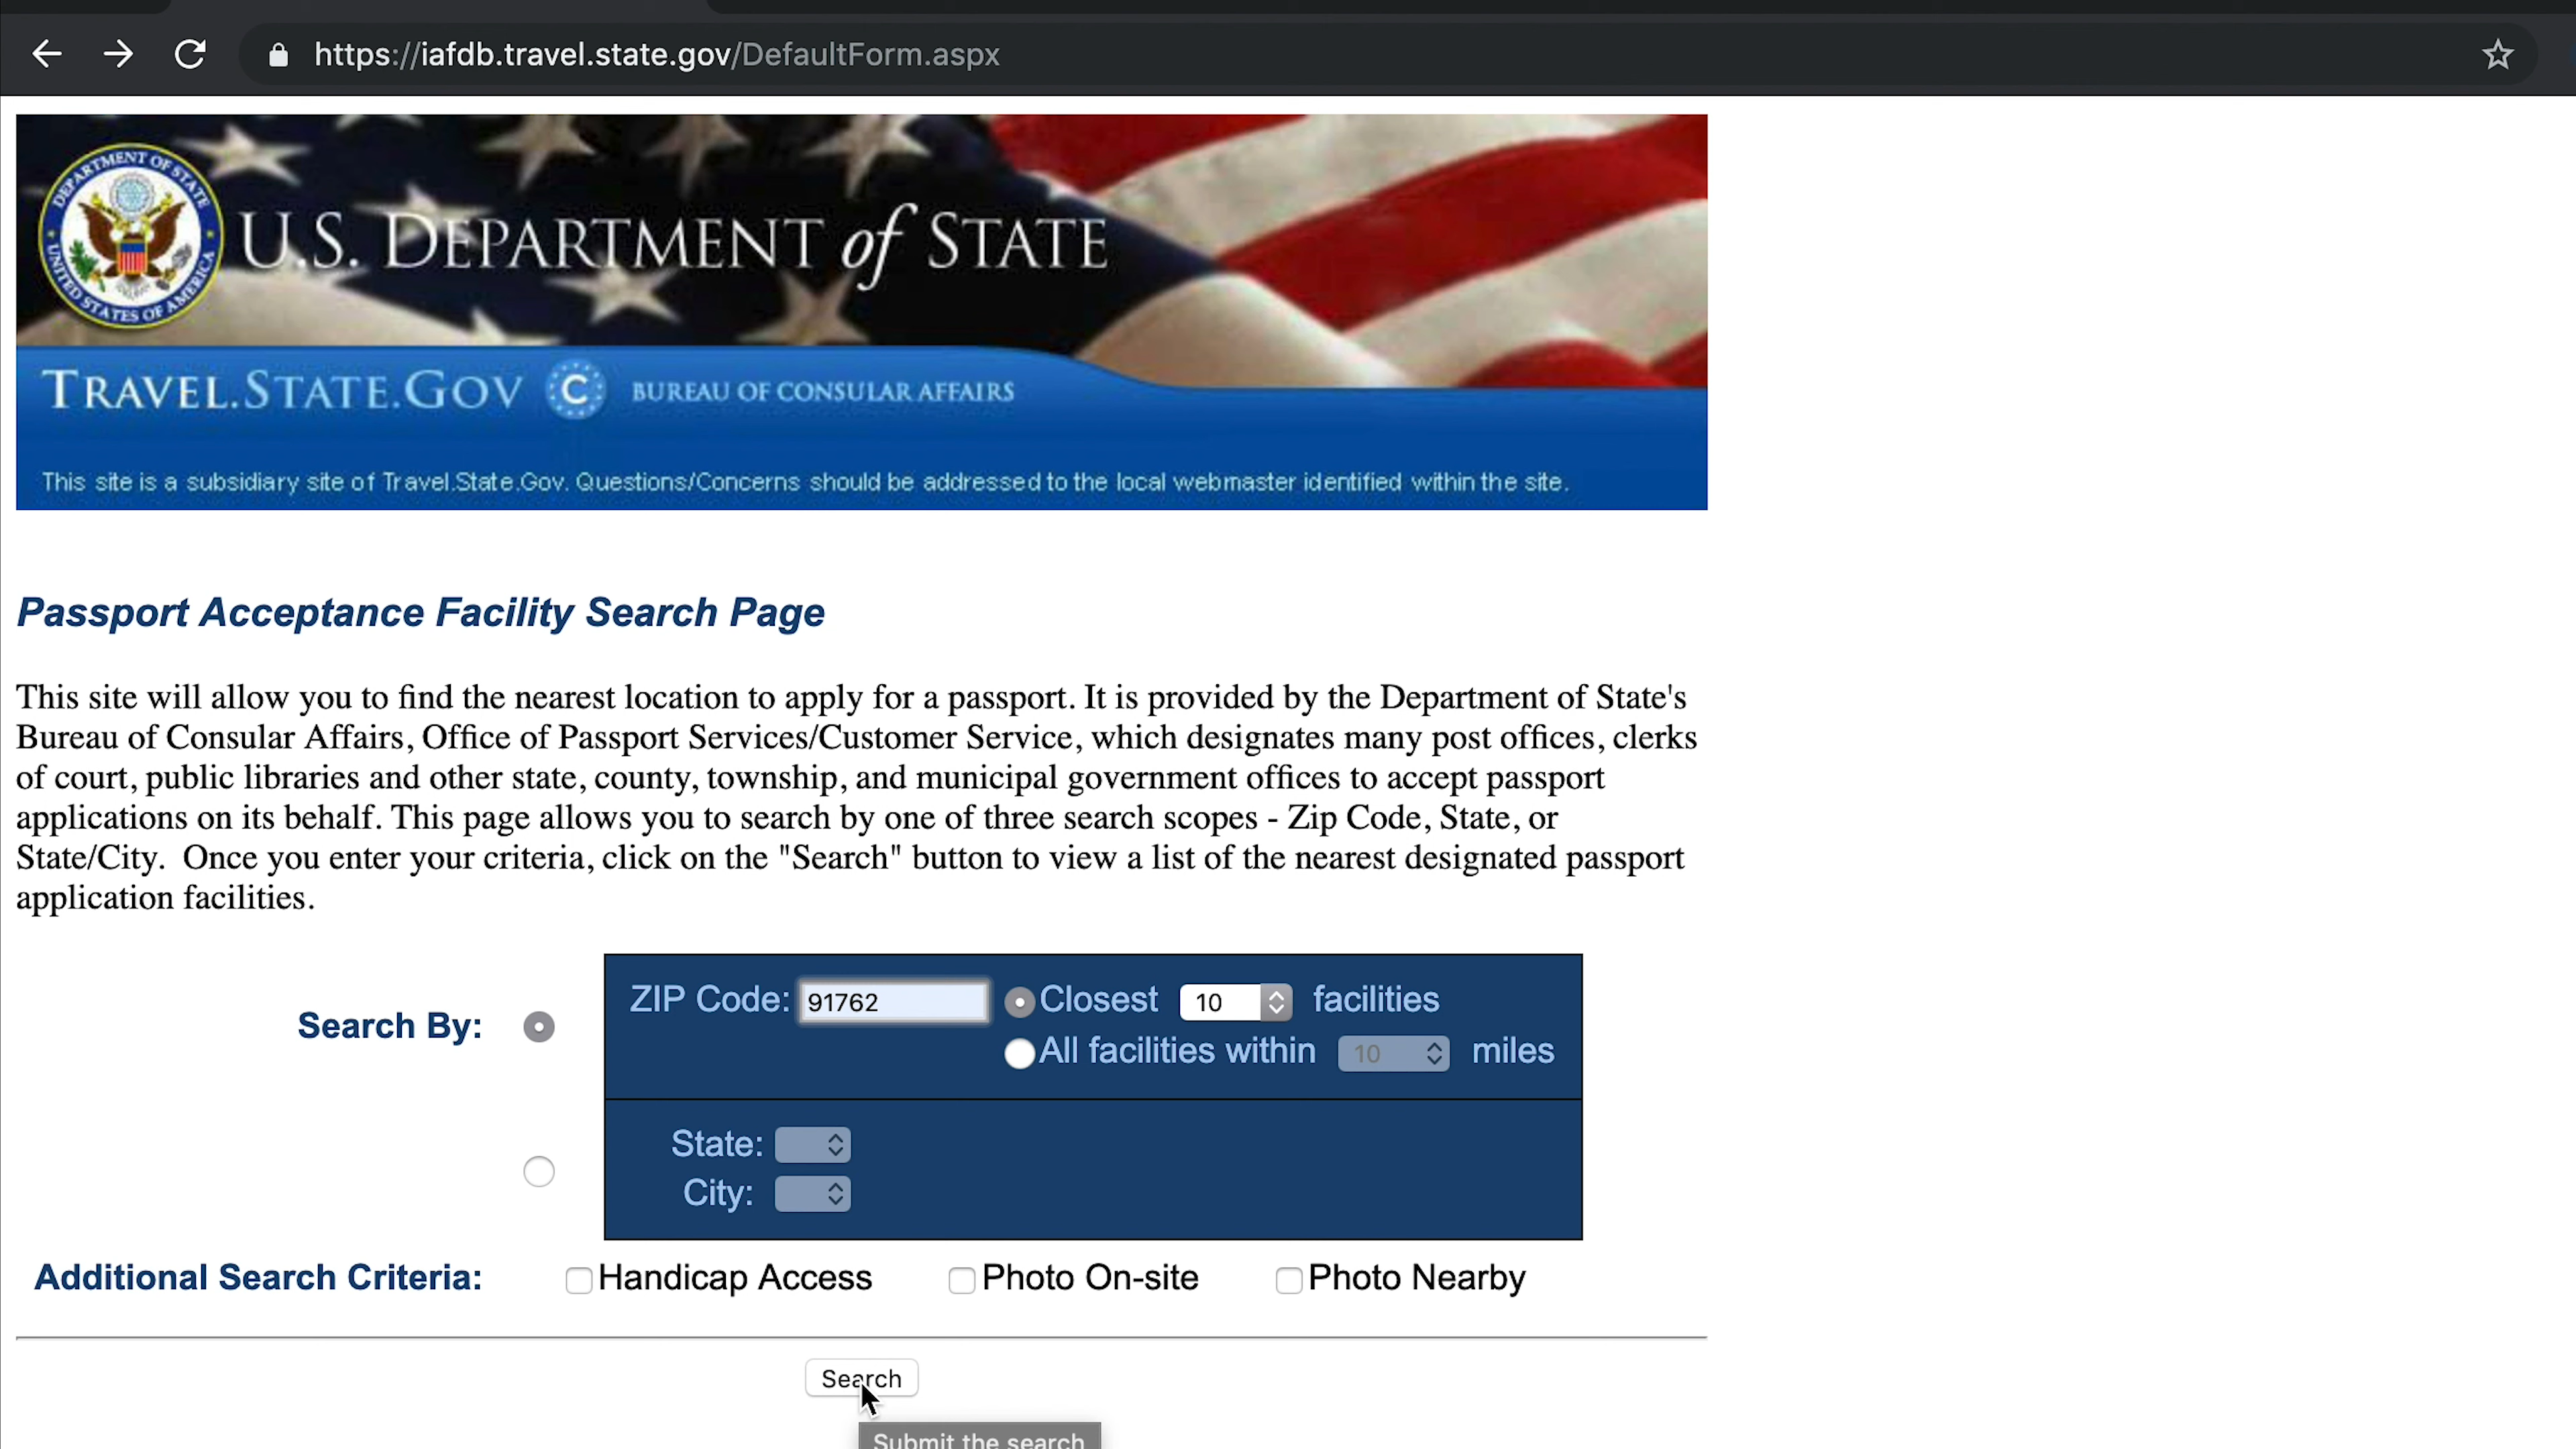 https://iafdb.travel.state.gov/DefaultForm.aspx
DEPARTMENT OF STATE
UNITED STATES OF AMERICA
U.S. DEPARTMENT of STATE
TRAVEL.STATE.GOV C BUREAU OF CONSULAR AFFAIRS
This site is a subsidiary site of Travel.State.Gov. Questions/Concerns should be addressed to the local webmaster identified within the site.
Passport Acceptance Facility Search Page
This site will allow you to find the nearest location to apply for a passport. It is provided by the Department of State's
Bureau of Consular Affairs, Office of Passport Services/Customer Service, which designates many post offices, clerks
of court, public libraries and other state, county, township, and municipal government offices to accept passport
applications on its behalf. This page allows you to search by one of three search scopes - Zip Code, State, or
State/City. Once you enter your criteria, click on the "Search" button to view a list of the nearest designated passport
application facilities.
Search By: ZIP Code: 91762 Closest 10 facilities
All facilities within 10 miles
State:
City:
Additional Search Criteria: Handicap Access Photo On-site Photo Nearby
Search
Submit the search